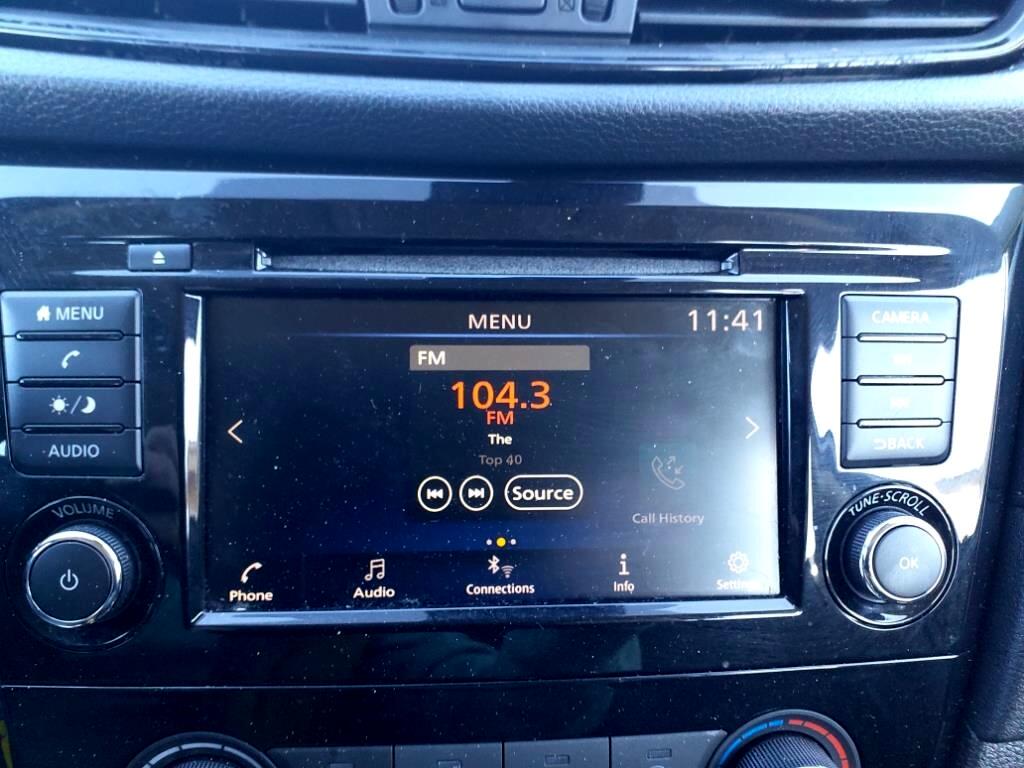 MENU
AUDIO
VOLUME
MENU 11:41
FM
104.3
FM
The
Top 40
Source
Call History
Phone
Audio
Connections
Info
Settings
CAMERA
BACK
TUNE·SCROLL
OK